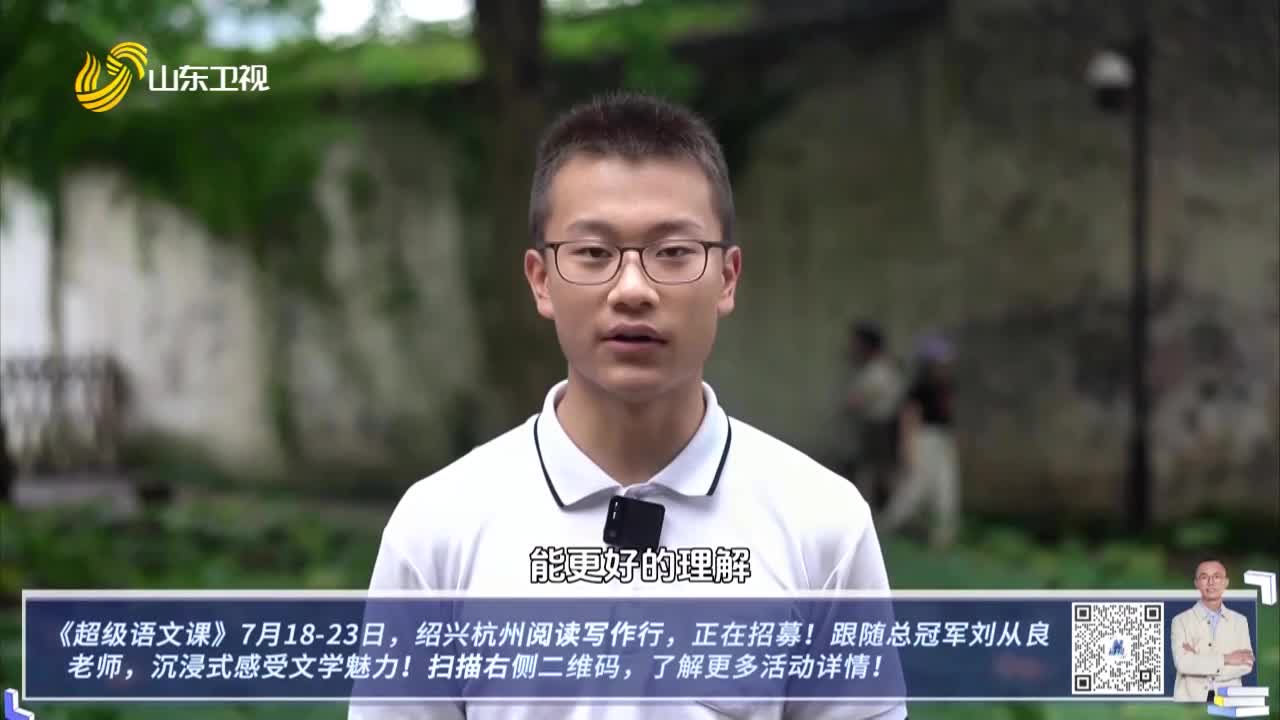 山东卫视
能更好的理解
《超级语文课》7月18-23日，绍兴杭州阅读写作行，正在招募！跟随总冠军刘从良
老师，沉浸式感受文学魅力！扫描右侧二维码，了解更多活动详情！